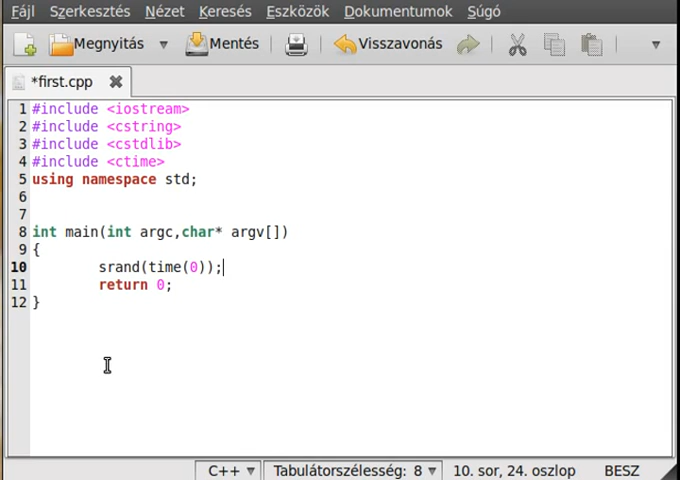 Fájl Szerkesztés Nézet Keresés Eszközök Dokumentumok Súgó
Megnyitás Mentés Visszavonás
*first.cpp
1 #include <iostream>
2 #include <cstring>
3 #include <cstdlib>
4 #include <ctime>
5 using namespace std;
6
7
8 int main(int argc,char* argv[])
9 {
10 srand(time(0));
11 return 0;
12 }
C++ Tabulátorszélesség: 8 10. sor, 24. oszlop BESZ